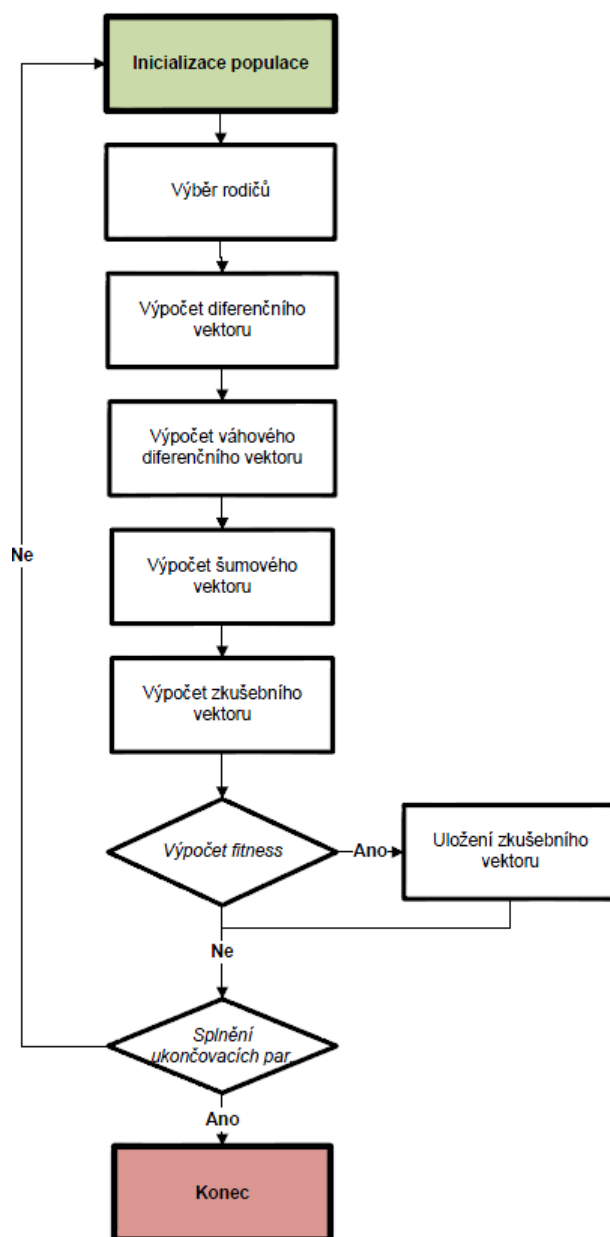 Inicializace populace
Výběr rodičů
Výpočet diferenčního
vektoru
Výpočet váhového
diferenčního vektoru
Ne
Výpočet šumového
vektoru
Výpočet zkušebního
vektoru
Výpočet fitness
Ano
Uložení zkušebního
vektoru
Ne
Splnění
ukončovacích par.
Ano
Konec